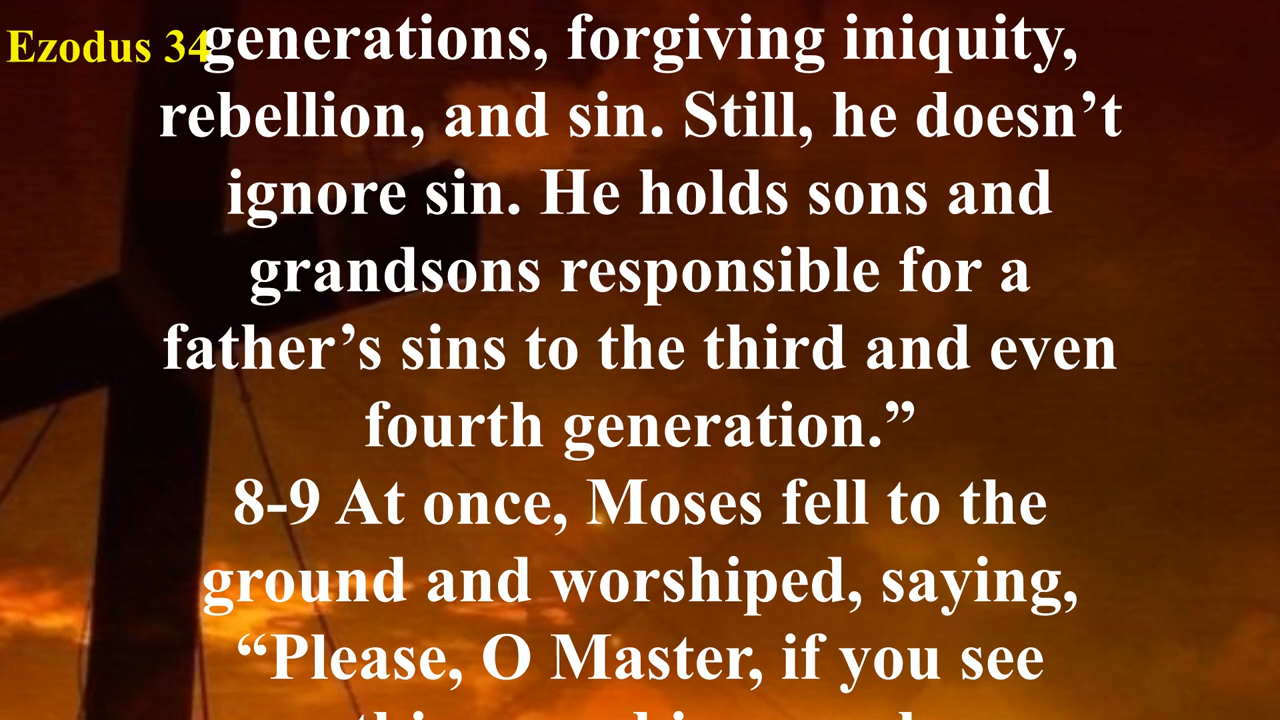 Ezodus 34
generations, forgiving iniquity,
rebellion, and sin. Still, he doesn’t
ignore sin. He holds sons and
grandsons responsible for a
father’s sins to the third and even
fourth generation.”
8-9 At once, Moses fell to the
ground and worshiped, saying,
“Please, O Master, if you see